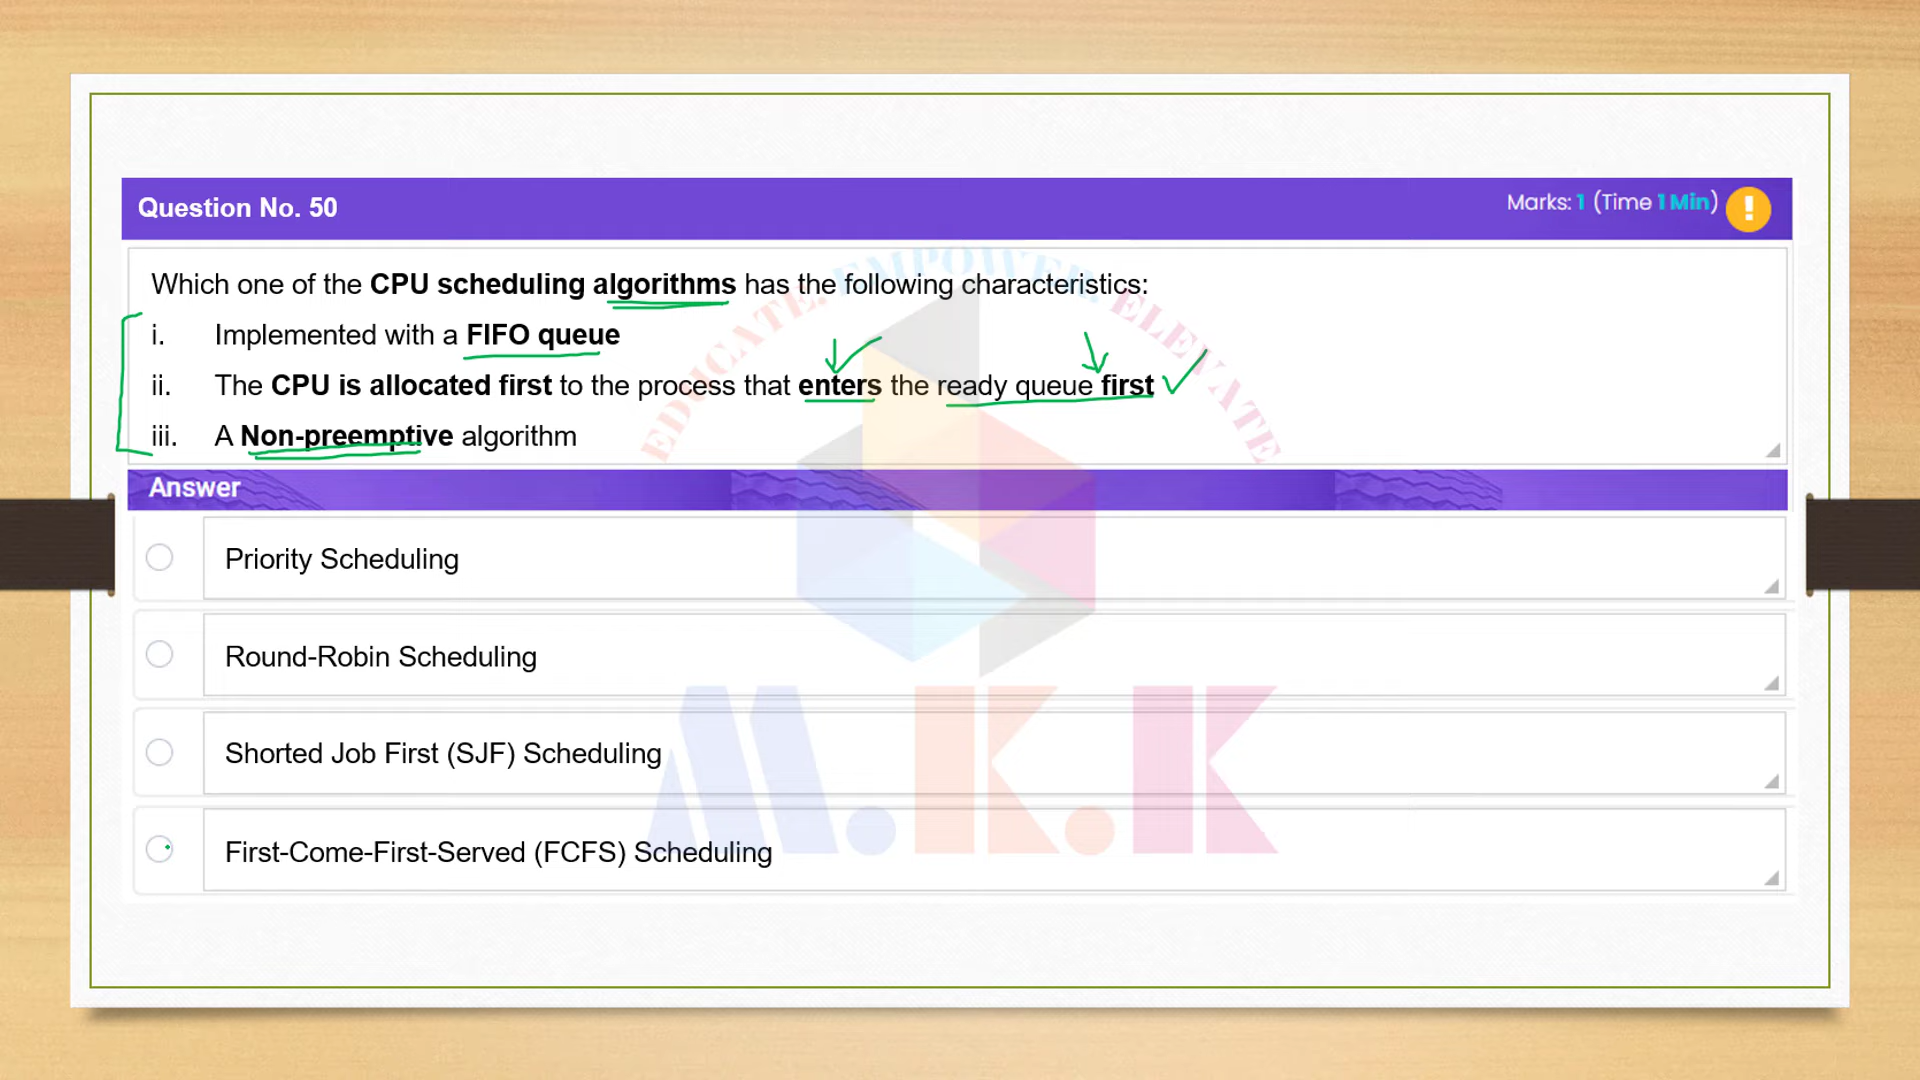 Question No. 50
Marks: 1 (Time 1 Min)
Which one of the CPU scheduling algorithms has the following characteristics:
i. Implemented with a FIFO queue
ii. The CPU is allocated first to the process that enters the ready queue first
iii. A Non-preemptive algorithm
Answer
Priority Scheduling
Round-Robin Scheduling
Shorted Job First (SJF) Scheduling
First-Come-First-Served (FCFS) Scheduling
EDUCATE. EMPOWER. ELEVATE
M.K.K